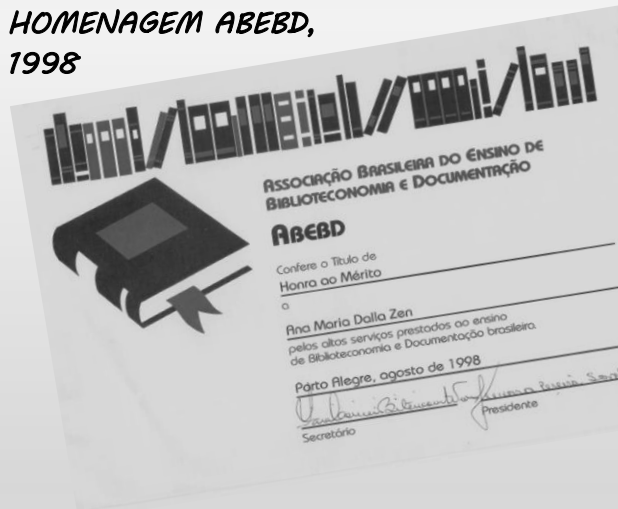 HOMENAGEM ABEBD,
1998
ASSOCIAÇÃO BRASILEIRA DO ENSINO DE
BIBLIOTECONOMIA E DOCUMENTAÇÃO
ABEBD
Confere o Título de
Honra ao Mérito
a
Ana Maria Dalla Zen
pelos altos serviços prestados ao ensino
de Biblioteconomia e Documentação brasileira
Pôrto Alegre, agosto de 1998
Secretário
Presidente